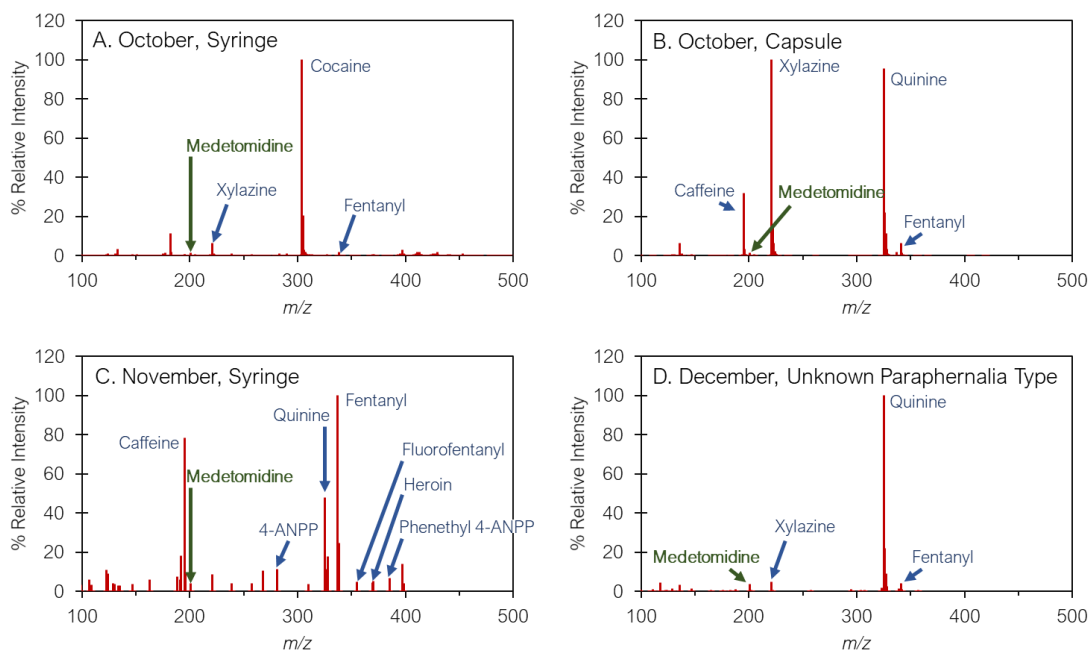 A. October, Syringe
% Relative Intensity
120
100
80
60
40
20
0
Cocaine
Medetomidine
Xylazine
Fentanyl
100
200
300
400
500
m/z
B. October, Capsule
% Relative Intensity
120
100
80
60
40
20
0
Xylazine
Quinine
Caffeine
Medetomidine
Fentanyl
100
200
300
400
500
m/z
C. November, Syringe
% Relative Intensity
120
100
80
60
40
20
0
Fentanyl
Quinine
Caffeine
Fluorofentanyl
Medetomidine
Heroin
4-ANPP
Phenethyl 4-ANPP
100
200
300
400
500
m/z
D. December, Unknown Paraphernalia Type
% Relative Intensity
120
100
80
60
40
20
0
Quinine
Xylazine
Medetomidine
Fentanyl
100
200
300
400
500
m/z